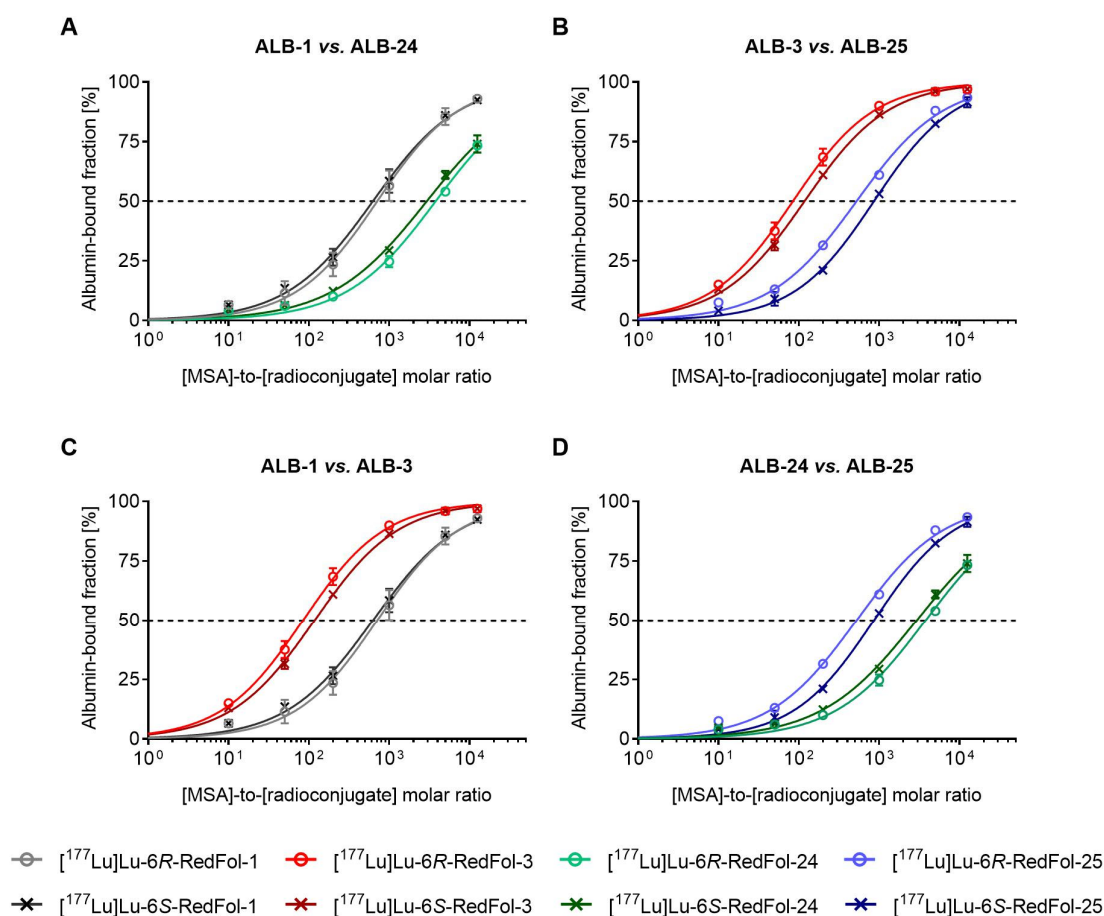 A
ALB-1 vs. ALB-24
Albumin-bound fraction [%]
100
75
50
25
0
10⁰ 10¹ 10² 10³ 10⁴
[MSA]-to-[radioconjugate] molar ratio
B
ALB-3 vs. ALB-25
Albumin-bound fraction [%]
100
75
50
25
0
10⁰ 10¹ 10² 10³ 10⁴
[MSA]-to-[radioconjugate] molar ratio
C
ALB-1 vs. ALB-3
Albumin-bound fraction [%]
100
75
50
25
0
10⁰ 10¹ 10² 10³ 10⁴
[MSA]-to-[radioconjugate] molar ratio
D
ALB-24 vs. ALB-25
Albumin-bound fraction [%]
100
75
50
25
0
10⁰ 10¹ 10² 10³ 10⁴
[MSA]-to-[radioconjugate] molar ratio
[¹⁷⁷Lu]Lu-6R-RedFol-1 [¹⁷⁷Lu]Lu-6R-RedFol-3 [¹⁷⁷Lu]Lu-6R-RedFol-24 [¹⁷⁷Lu]Lu-6R-RedFol-25
[¹⁷⁷Lu]Lu-6S-RedFol-1 [¹⁷⁷Lu]Lu-6S-RedFol-3 [¹⁷⁷Lu]Lu-6S-RedFol-24 [¹⁷⁷Lu]Lu-6S-RedFol-25